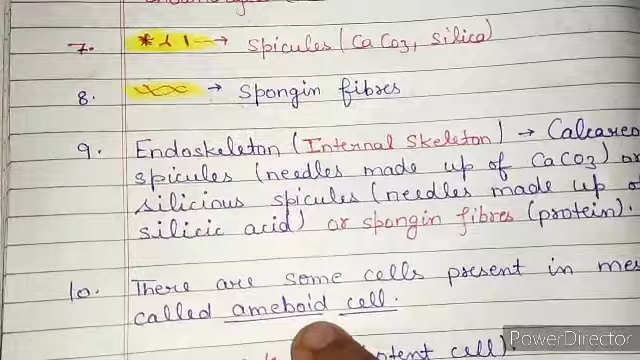 7. → Spicules (CaCO3, Silica)
8. → Spongin fibres
9. Endoskeleton (Internal Skeleton) → Calcareo
spicules (needles made up of CaCO3) or
silicious spicules (needles made up o
silicic acid) or spongin fibres (protein).
10. There are some cells present in mes
called ameboid cell.
potent cell).
PowerDirector